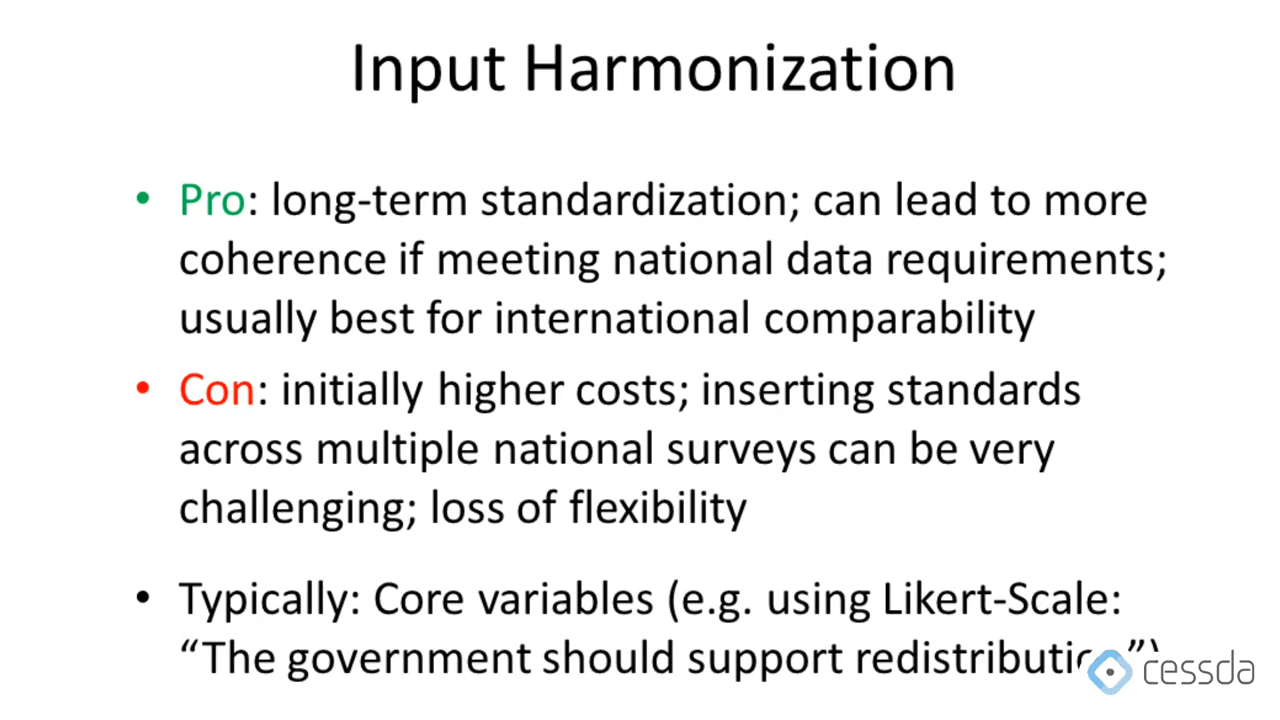 Input Harmonization
• Pro: long-term standardization; can lead to more
coherence if meeting national data requirements;
usually best for international comparability
• Con: initially higher costs; inserting standards
across multiple national surveys can be very
challenging; loss of flexibility
• Typically: Core variables (e.g. using Likert-Scale:
“The government should support redistribution”)
cessda